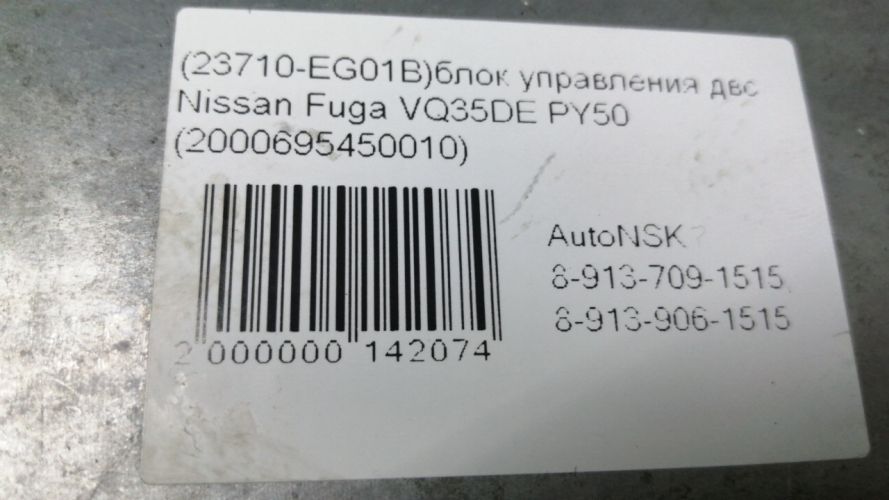 (23710-EG01B)блок управления двс
Nissan Fuga VQ35DE PY50
(2000695450010)
AutoNSK
8-913-709-1515
8-913-906-1515
2 000000 142074